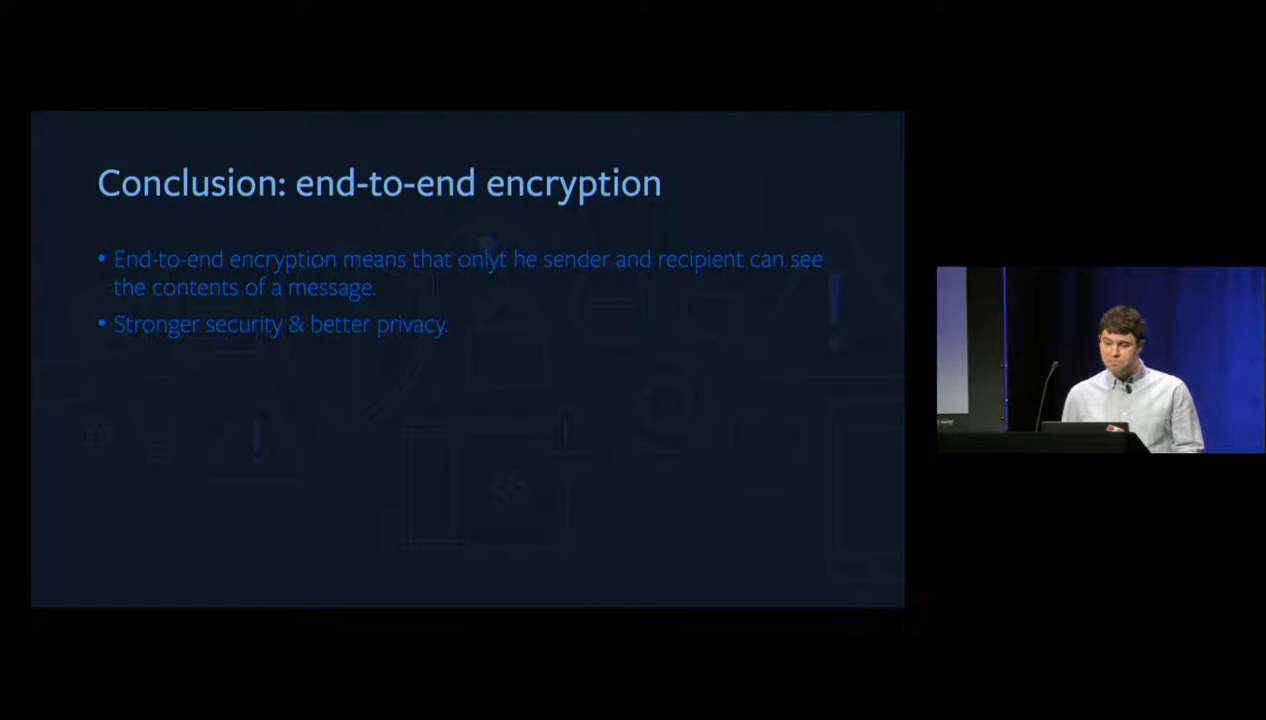 Conclusion: end-to-end encryption
• End-to-end encryption means that onlyt he sender and recipient can see
the contents of a message.
• Stronger security & better privacy.
</>